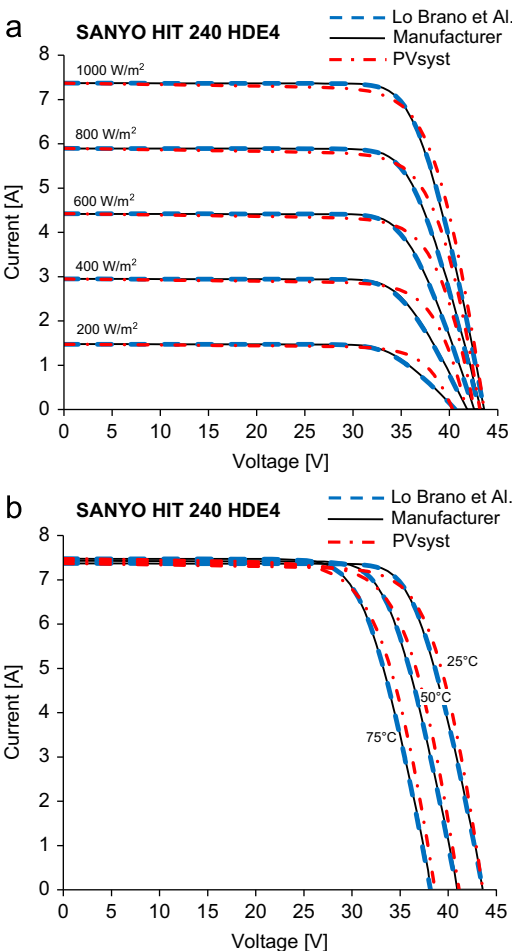 a
SANYO HIT 240 HDE4
Lo Brano et Al.
Manufacturer
PVsyst
8
7
6
5
4
3
2
1
0
Current [A]
1000 W/m²
800 W/m²
600 W/m²
400 W/m²
200 W/m²
0 5 10 15 20 25 30 35 40 45
Voltage [V]
b
SANYO HIT 240 HDE4
Lo Brano et Al.
Manufacturer
PVsyst
8
7
6
5
4
3
2
1
0
Current [A]
25°C
50°C
75°C
0 5 10 15 20 25 30 35 40 45
Voltage [V]